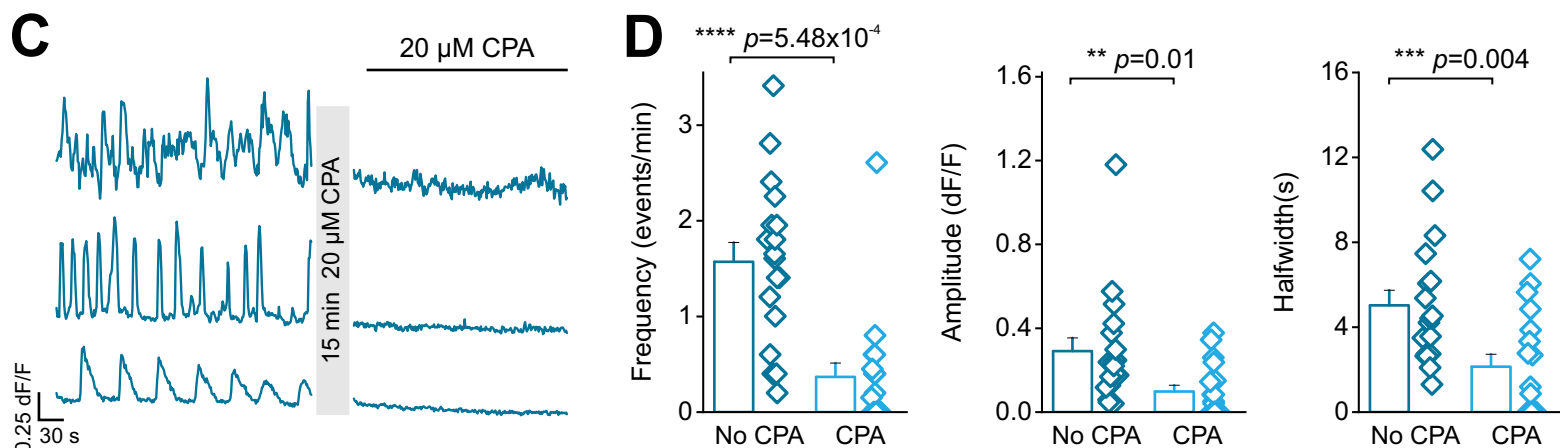 C
20 µM CPA
15 min 20 µM CPA
0.25 dF/F
30 s
D
**** p=5.48x10⁻⁴
Frequency (events/min)
3
2
1
0
No CPA CPA
** p=0.01
Amplitude (dF/F)
1.6
1.2
0.8
0.4
0.0
No CPA CPA
*** p=0.004
Halfwidth(s)
16
12
8
4
0
No CPA CPA